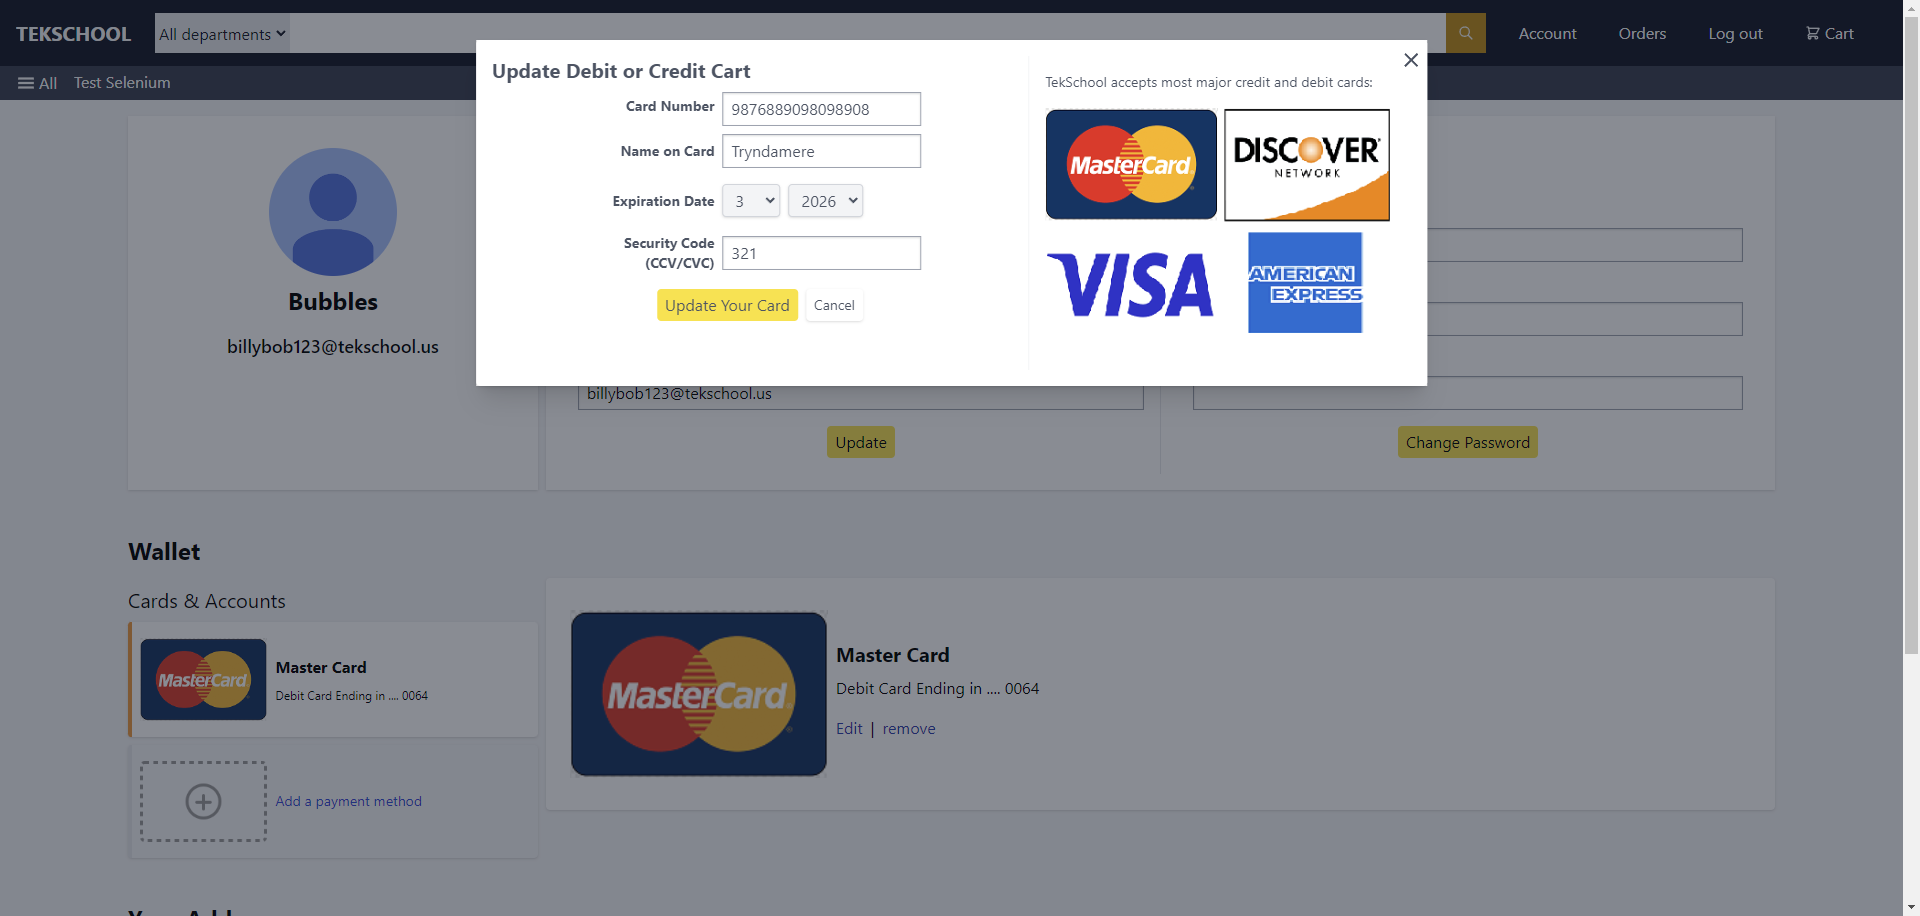 TEKSCHOOL
All departments
Account
Orders
Log out
Cart
All
Test Selenium
Update Debit or Credit Cart
Card Number
9876889098098908
Name on Card
Tryndamere
Expiration Date
3
2026
Security Code
(CCV/CVC)
321
Update Your Card
Cancel
TekSchool accepts most major credit and debit cards:
MasterCard
DISCOVER
NETWORK
VISA
AMERICAN
EXPRESS
Bubbles
billybob123@tekschool.us
billybob123@tekschool.us
Update
Change Password
Wallet
Cards & Accounts
MasterCard
Master Card
Debit Card Ending in .... 0064
Add a payment method
MasterCard
Master Card
Debit Card Ending in .... 0064
Edit | remove